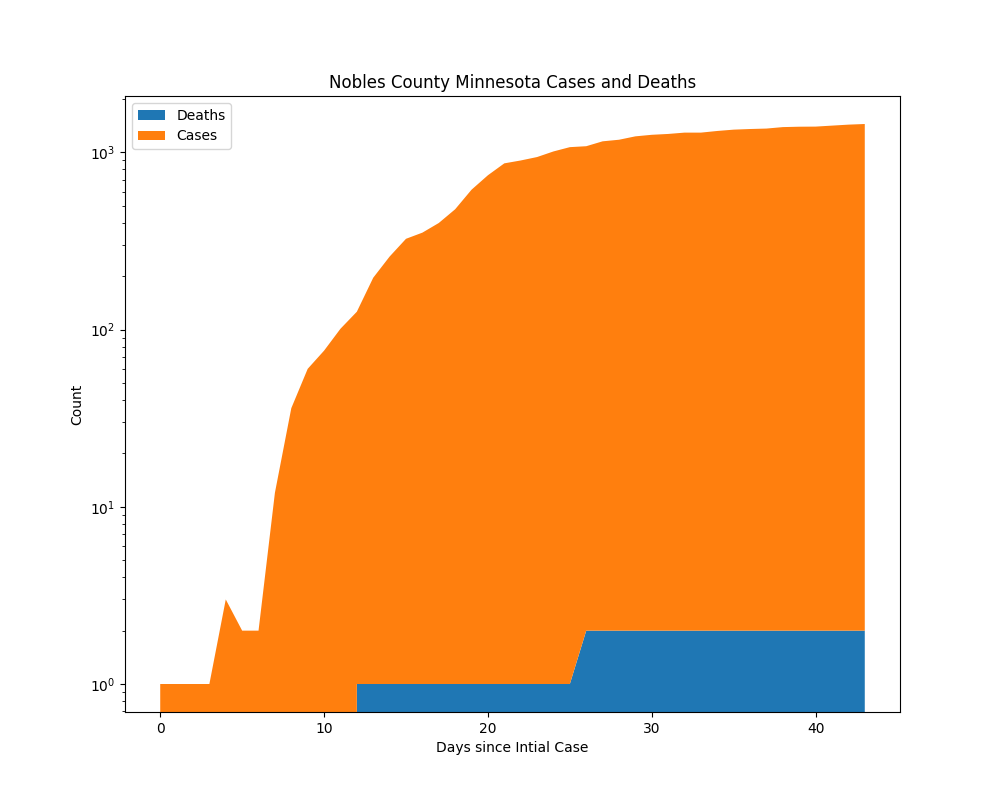 Nobles County Minnesota Cases and Deaths
Deaths
Cases
10³
10²
10¹
10⁰
Count
0 10 20 30 40
Days since Intial Case